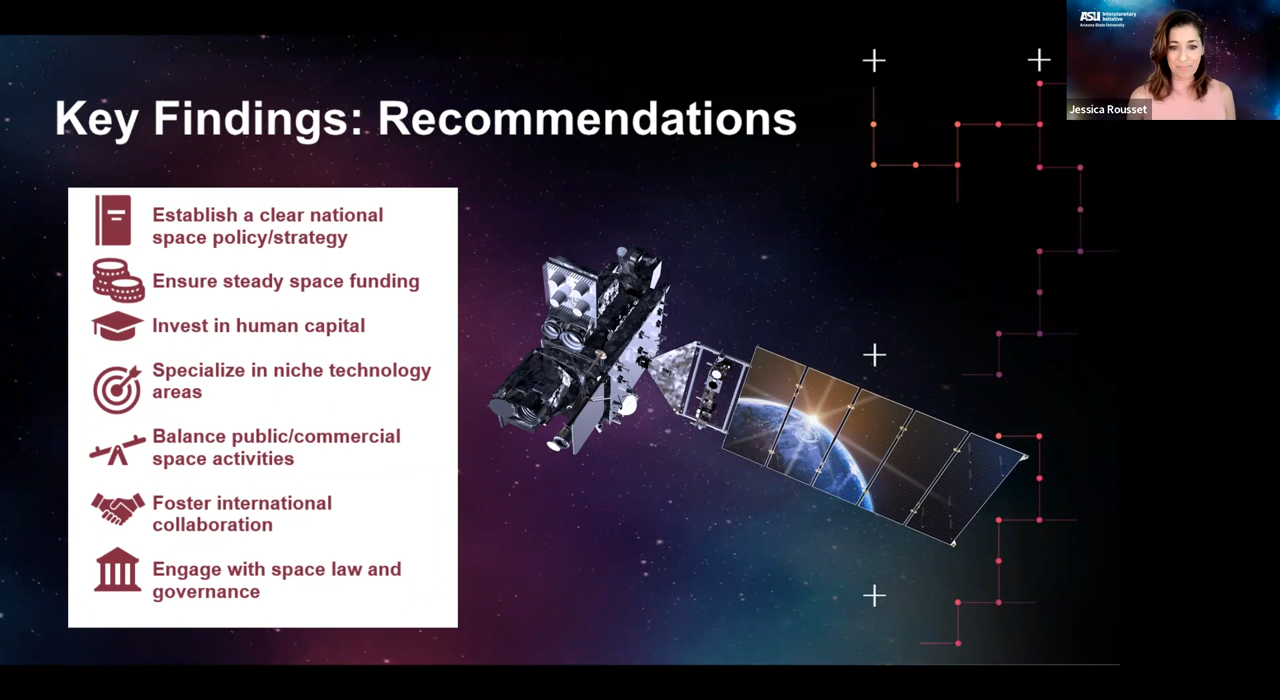 ASU Interplanetary
Initiative
Arizona State University
Jessica Rousset
Key Findings: Recommendations
Establish a clear national
space policy/strategy
Ensure steady space funding
Invest in human capital
Specialize in niche technology
areas
Balance public/commercial
space activities
Foster international
collaboration
Engage with space law and
governance